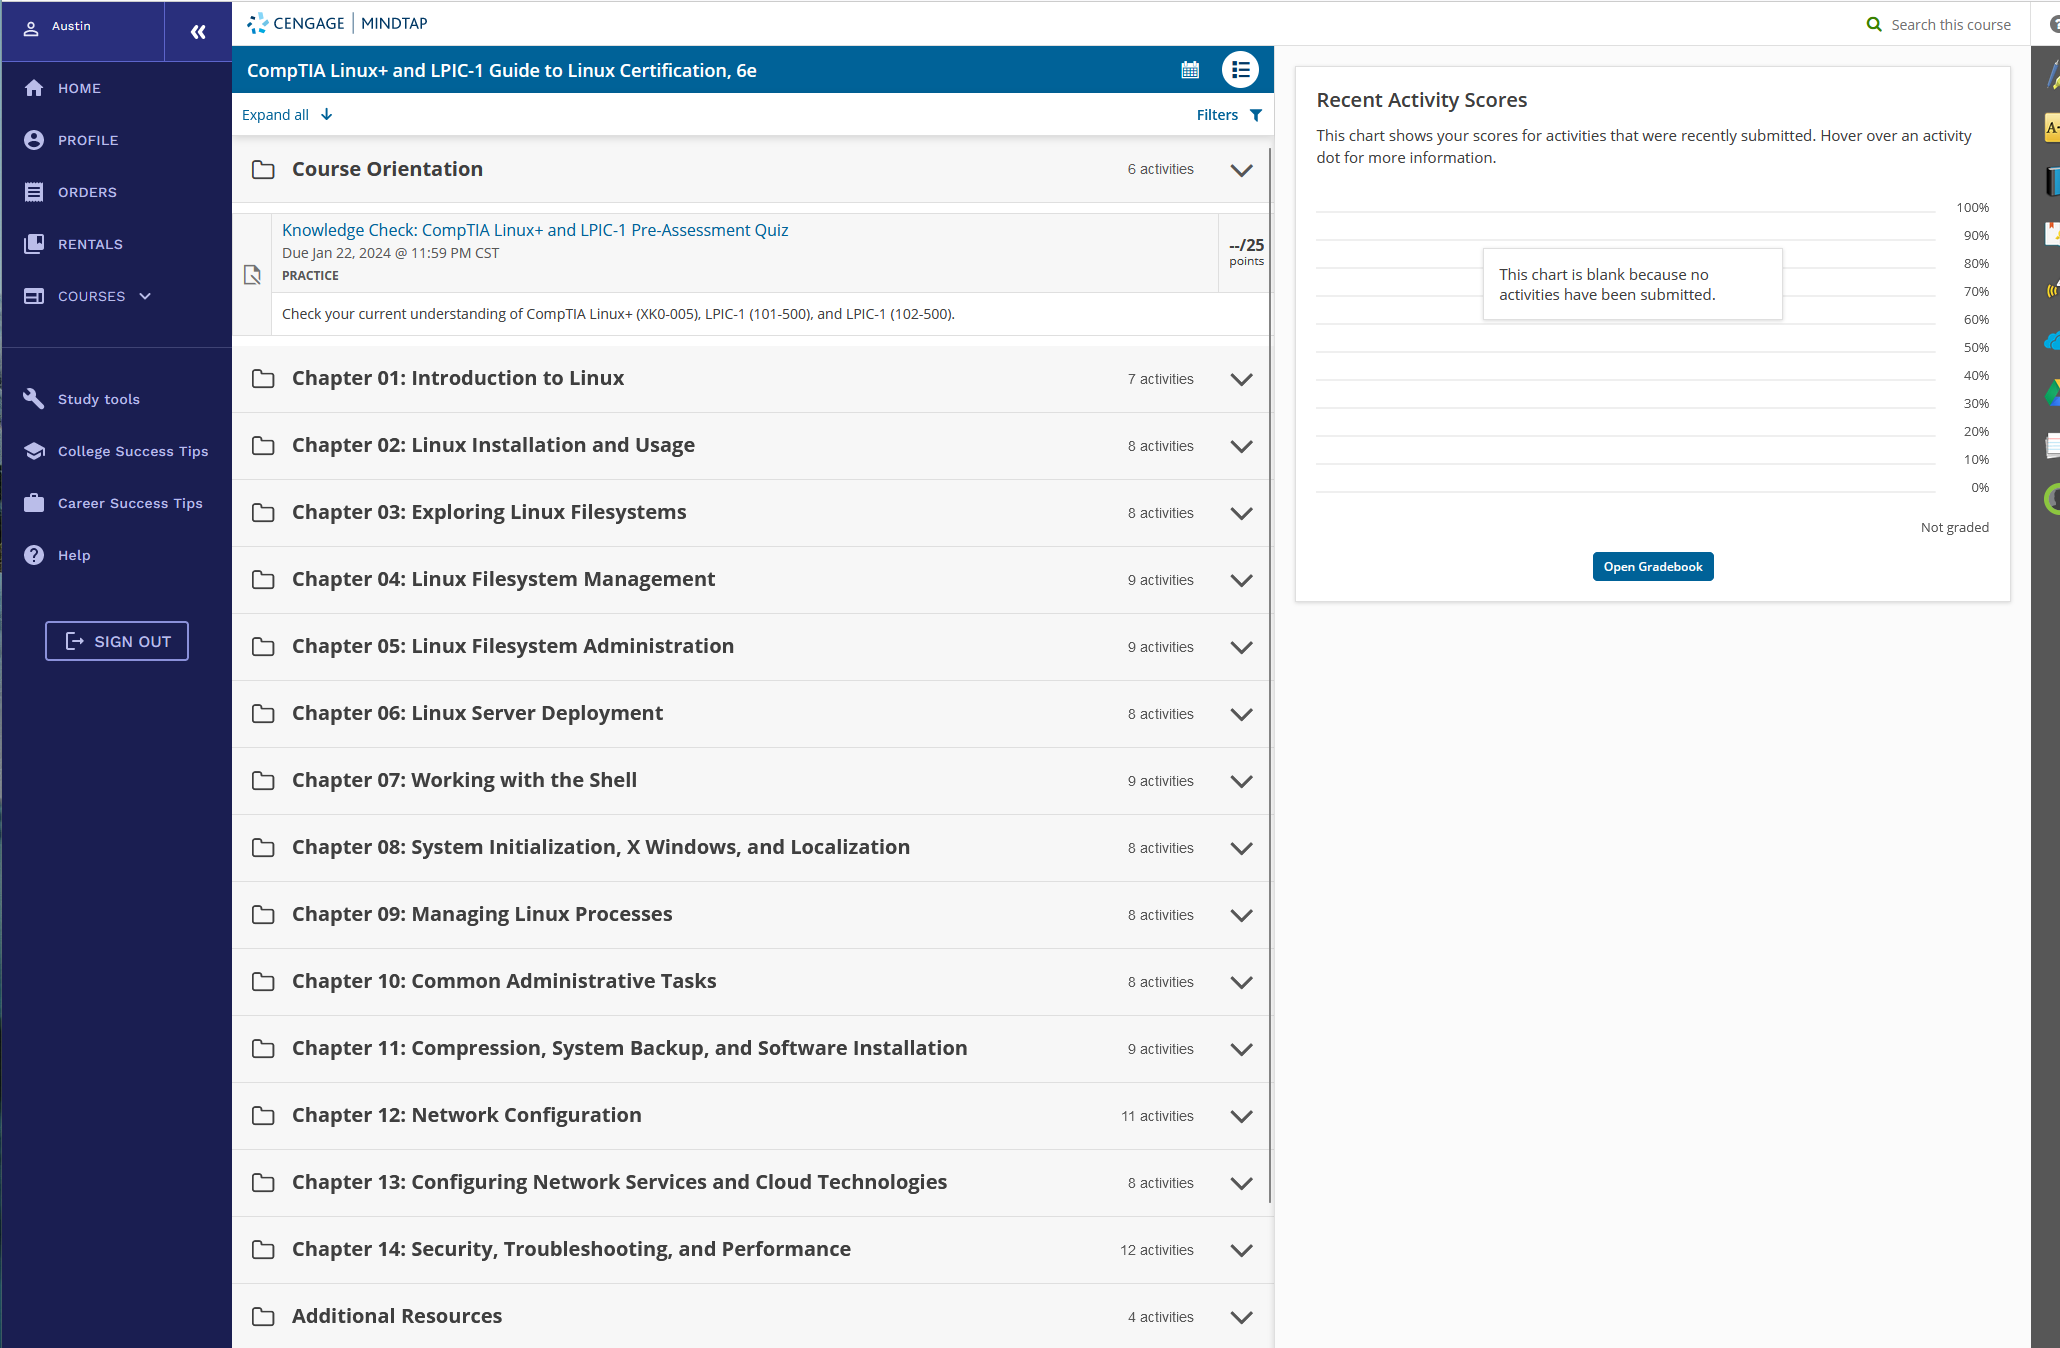 Austin
«
HOME
PROFILE
ORDERS
RENTALS
COURSES
Study tools
College Success Tips
Career Success Tips
Help
SIGN OUT
CENGAGE | MINDTAP
Search this course
CompTIA Linux+ and LPIC-1 Guide to Linux Certification, 6e
Expand all
Filters
Course Orientation
6 activities
Knowledge Check: CompTIA Linux+ and LPIC-1 Pre-Assessment Quiz
Due Jan 22, 2024 @ 11:59 PM CST
PRACTICE
--/25
points
Check your current understanding of CompTIA Linux+ (XK0-005), LPIC-1 (101-500), and LPIC-1 (102-500).
Chapter 01: Introduction to Linux
7 activities
Chapter 02: Linux Installation and Usage
8 activities
Chapter 03: Exploring Linux Filesystems
8 activities
Chapter 04: Linux Filesystem Management
9 activities
Chapter 05: Linux Filesystem Administration
9 activities
Chapter 06: Linux Server Deployment
8 activities
Chapter 07: Working with the Shell
9 activities
Chapter 08: System Initialization, X Windows, and Localization
8 activities
Chapter 09: Managing Linux Processes
8 activities
Chapter 10: Common Administrative Tasks
8 activities
Chapter 11: Compression, System Backup, and Software Installation
9 activities
Chapter 12: Network Configuration
11 activities
Chapter 13: Configuring Network Services and Cloud Technologies
8 activities
Chapter 14: Security, Troubleshooting, and Performance
12 activities
Additional Resources
4 activities
Recent Activity Scores
This chart shows your scores for activities that were recently submitted. Hover over an activity
dot for more information.
100%
90%
80%
70%
60%
50%
40%
30%
20%
10%
0%
This chart is blank because no
activities have been submitted.
Not graded
Open Gradebook